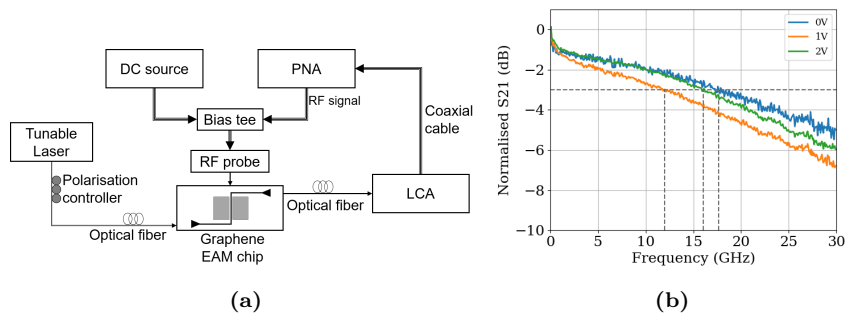 DC source
PNA
RF signal
Bias tee
Coaxial
cable
Tunable
Laser
RF probe
Polarisation
controller
LCA
Optical fiber
Optical fiber
Graphene
EAM chip
(a)
Normalised S21 (dB)
0
−2
−4
−6
−8
−10
0V
1V
2V
0 5 10 15 20 25 30
Frequency (GHz)
(b)